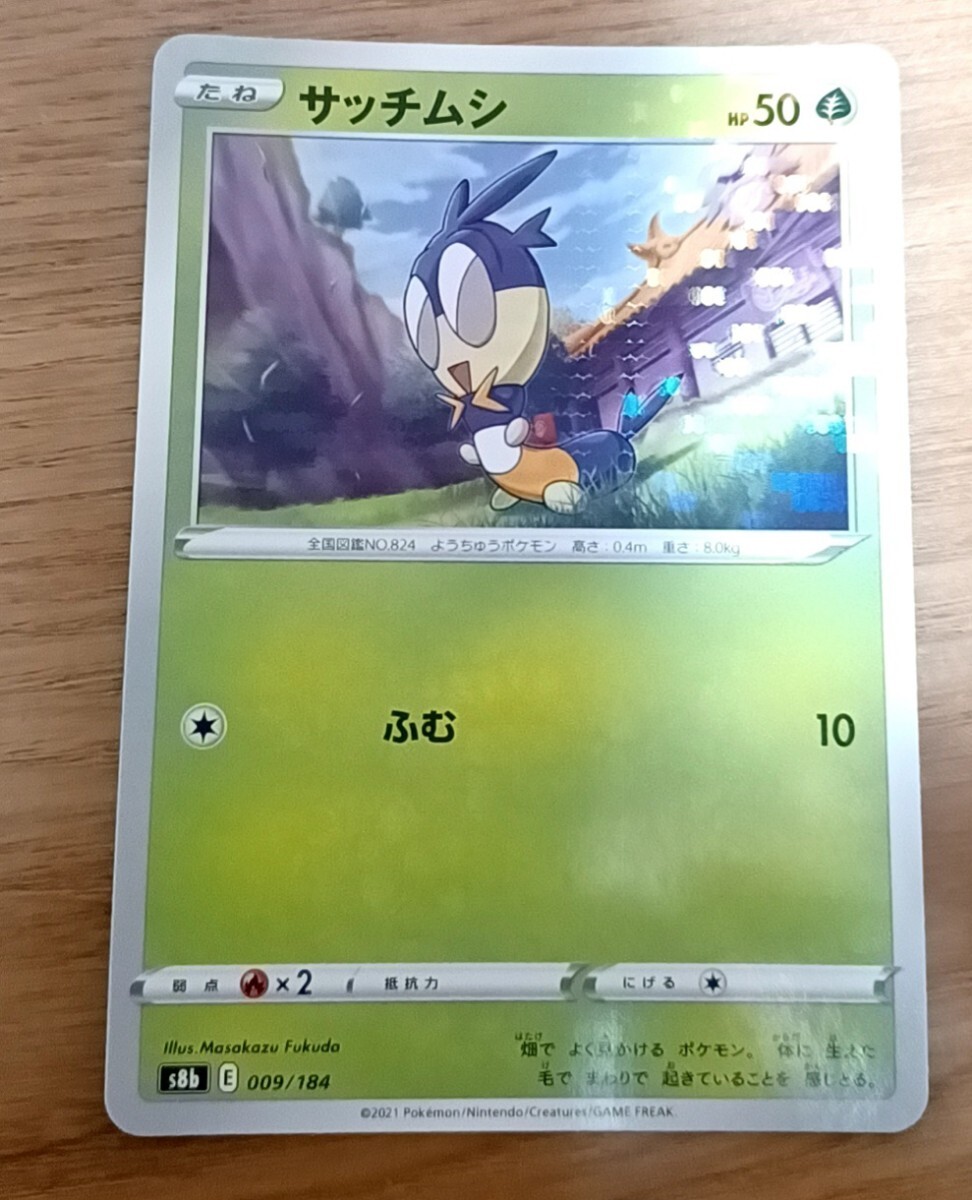 たね サッチムシ HP 50
全国図鑑NO.824 ようちゅうポケモン 高さ:0.4m 重さ:8.0kg
ふむ 10
弱点 ×2 抵抗力 にげる
Illus.Masakazu Fukuda
畑で よく見かける ポケモン。 体に 生えた
毛で まわりで 起きていることを 感じとる。
s8b E 009/184
©2021 Pokémon/Nintendo/Creatures/GAME FREAK.